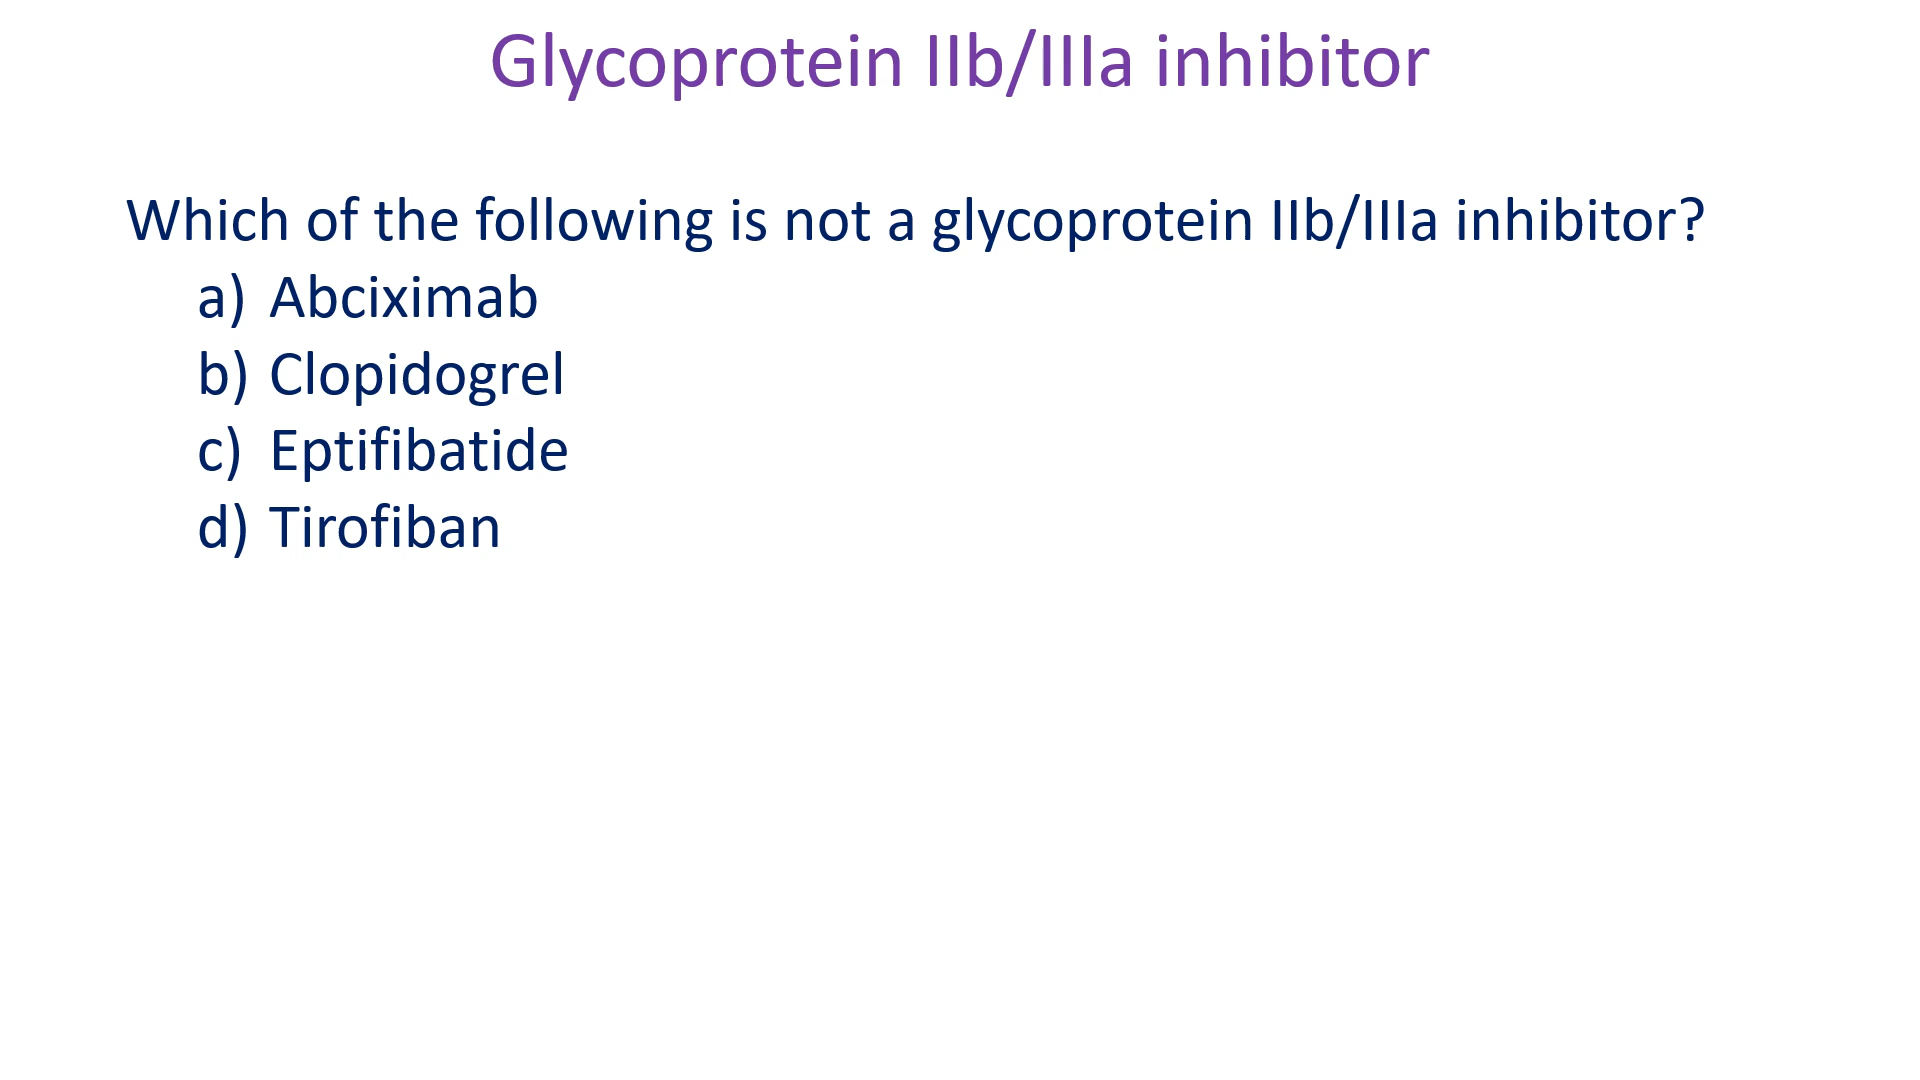 Glycoprotein IIb/IIIa inhibitor
Which of the following is not a glycoprotein IIb/IIIa inhibitor?
a) Abciximab
b) Clopidogrel
c) Eptifibatide
d) Tirofiban